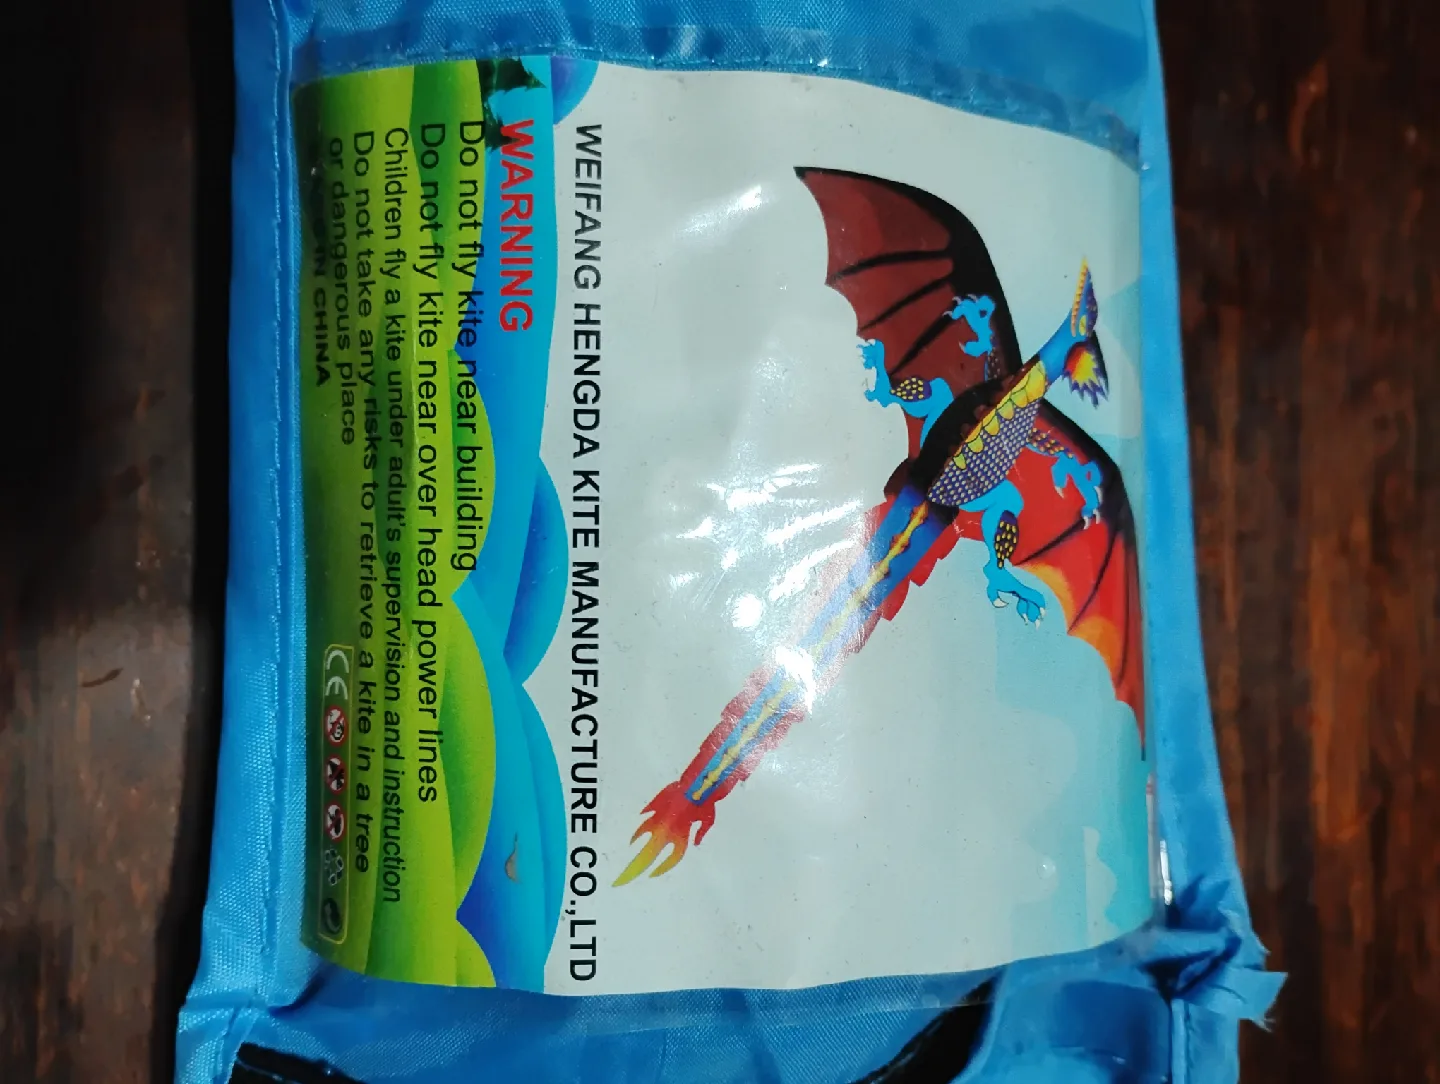 WEIFANG HENGDA KITE MANUFACTURE CO.,LTD
WARNING
Do not fly kite near building
Do not fly kite near over head power lines
Children fly a kite under adult's supervision and instruction
Do not take any risks to retrieve a kite in a tree
or dangerous place
IN CHINA
CE